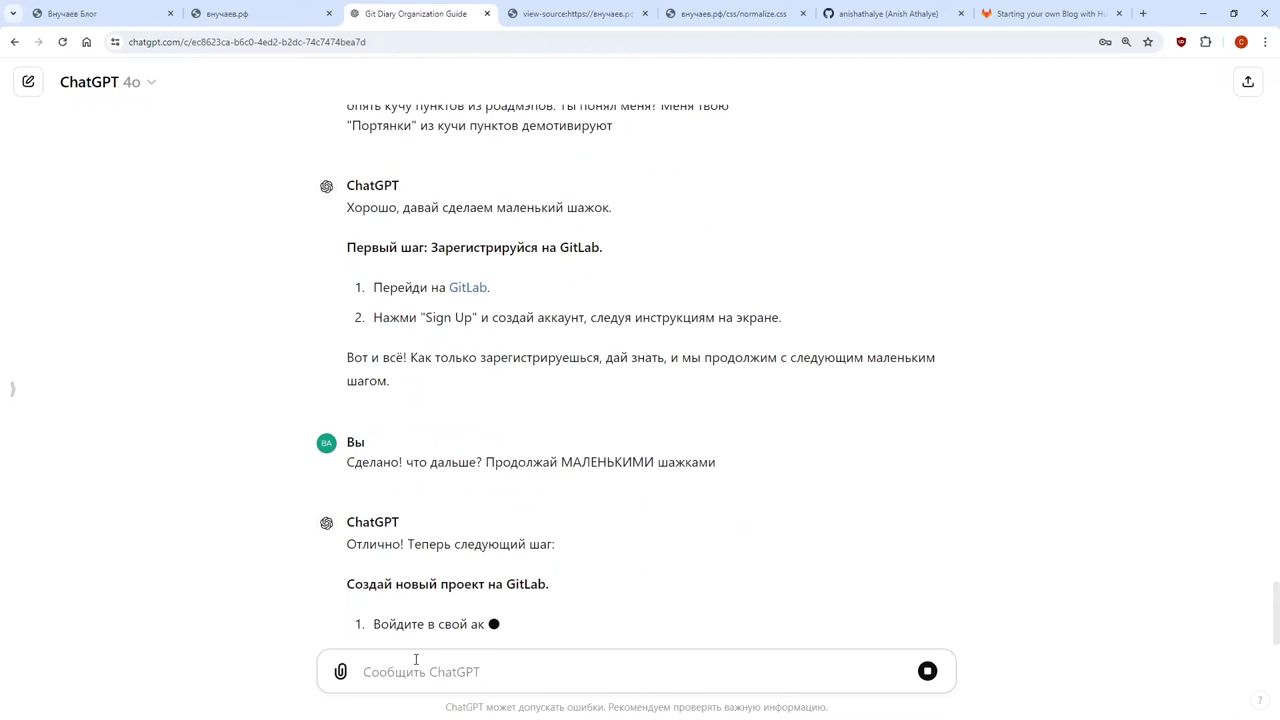 Внучаев Блог
внучаев.рф
Git Diary Organization Guide
view-source:https://внучаев.рф
внучаев.рф/css/normalize.css
anishathalye (Anish Athalye)
Starting your own Blog with Hu
chatgpt.com/c/ec8623ca-b6c0-4ed2-b2dc-74c7474bea7d
C
ChatGPT 4o
опять кучу пунктов из роадмэпов. Ты понял меня? Меня твою
"Портянки" из кучи пунктов демотивируют
ChatGPT
Хорошо, давай сделаем маленький шажок.
Первый шаг: Зарегистрируйся на GitLab.
1. Перейди на GitLab.
2. Нажми "Sign Up" и создай аккаунт, следуя инструкциям на экране.
Вот и всё! Как только зарегистрируешься, дай знать, и мы продолжим с следующим маленьким
шагом.
ВА
Вы
Сделано! что дальше? Продолжай МАЛЕНЬКИМИ шажками
ChatGPT
Отлично! Теперь следующий шаг:
Создай новый проект на GitLab.
1. Войдите в свой ак
Сообщить ChatGPT
ChatGPT может допускать ошибки. Рекомендуем проверять важную информацию.
?